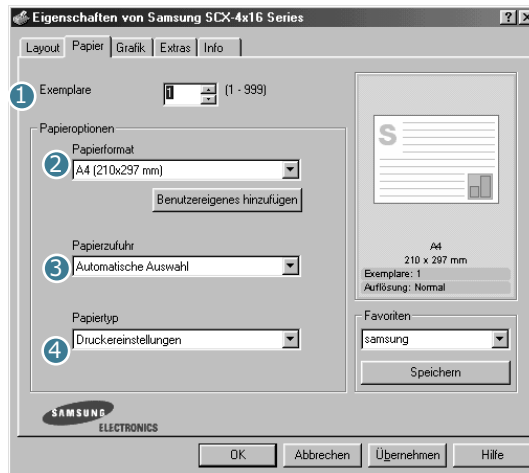 Eigenschaften von Samsung SCX-4x16 Series
Layout Papier Grafik Extras Info
1 Exemplare 1 (1 - 999)
Papieroptionen
Papierformat
2 A4 (210x297 mm)
Benutzereigenes hinzufügen
Papierzufuhr
3 Automatische Auswahl
Papiertyp
4 Druckereinstellungen
S
A4
210 x 297 mm
Exemplare: 1
Auflösung: Normal
Favoriten
samsung
Speichern
SAMSUNG
ELECTRONICS
OK Abbrechen Übernehmen Hilfe